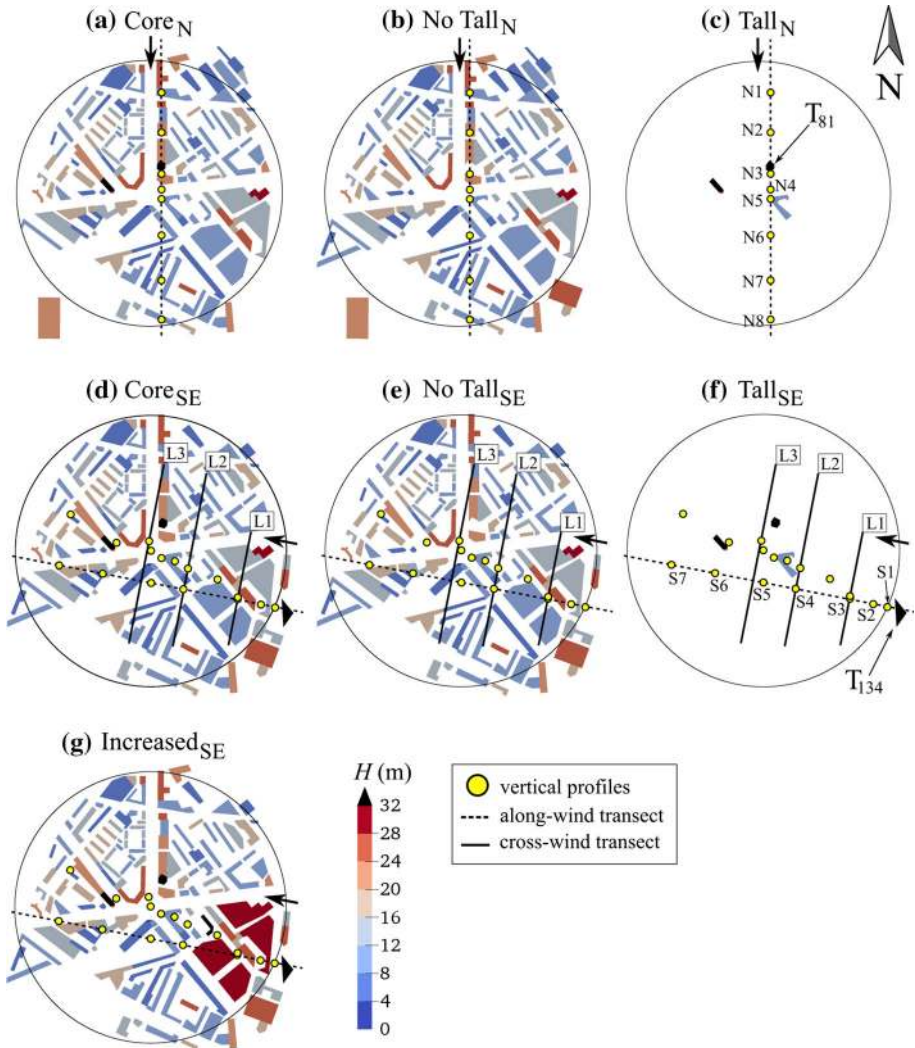 (a) Core_N
(b) No Tall_N
(c) Tall_N
N
N1
N2
T_81
N3
N4
N5
N6
N7
N8
(d) Core_SE
(e) No Tall_SE
(f) Tall_SE
L3
L2
L1
L3
L2
L1
L3
L2
L1
S7
S6
S5
S4
S3
S2
S1
T_134
(g) Increased_SE
H (m)
32
28
24
20
16
12
8
4
0
vertical profiles
along-wind transect
cross-wind transect